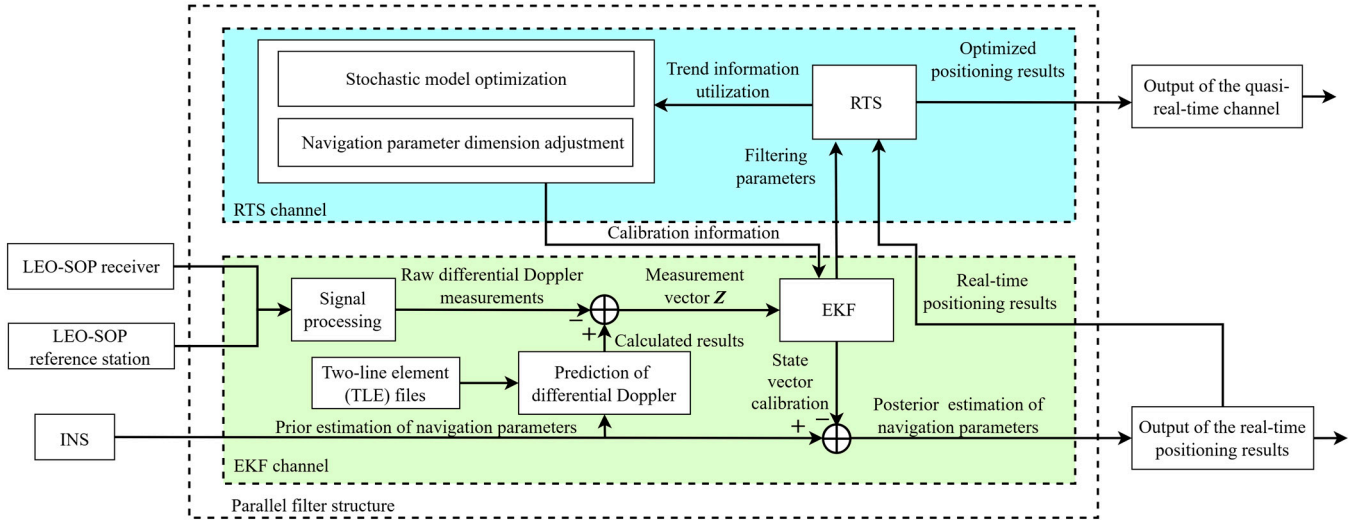 Stochastic model optimization
Navigation parameter dimension adjustment
RTS channel
Trend information
utilization
RTS
Optimized
positioning results
Output of the quasi-
real-time channel
Filtering
parameters
Calibration information
LEO-SOP receiver
LEO-SOP
reference station
INS
Signal
processing
Raw differential Doppler
measurements
−
+
Measurement
vector Z
EKF
Real-time
positioning results
Calculated results
Two-line element
(TLE) files
Prediction of
differential Doppler
State
vector
calibration
Prior estimation of navigation parameters
+
−
Posterior estimation of
navigation parameters
Output of the real-time
positioning results
EKF channel
Parallel filter structure